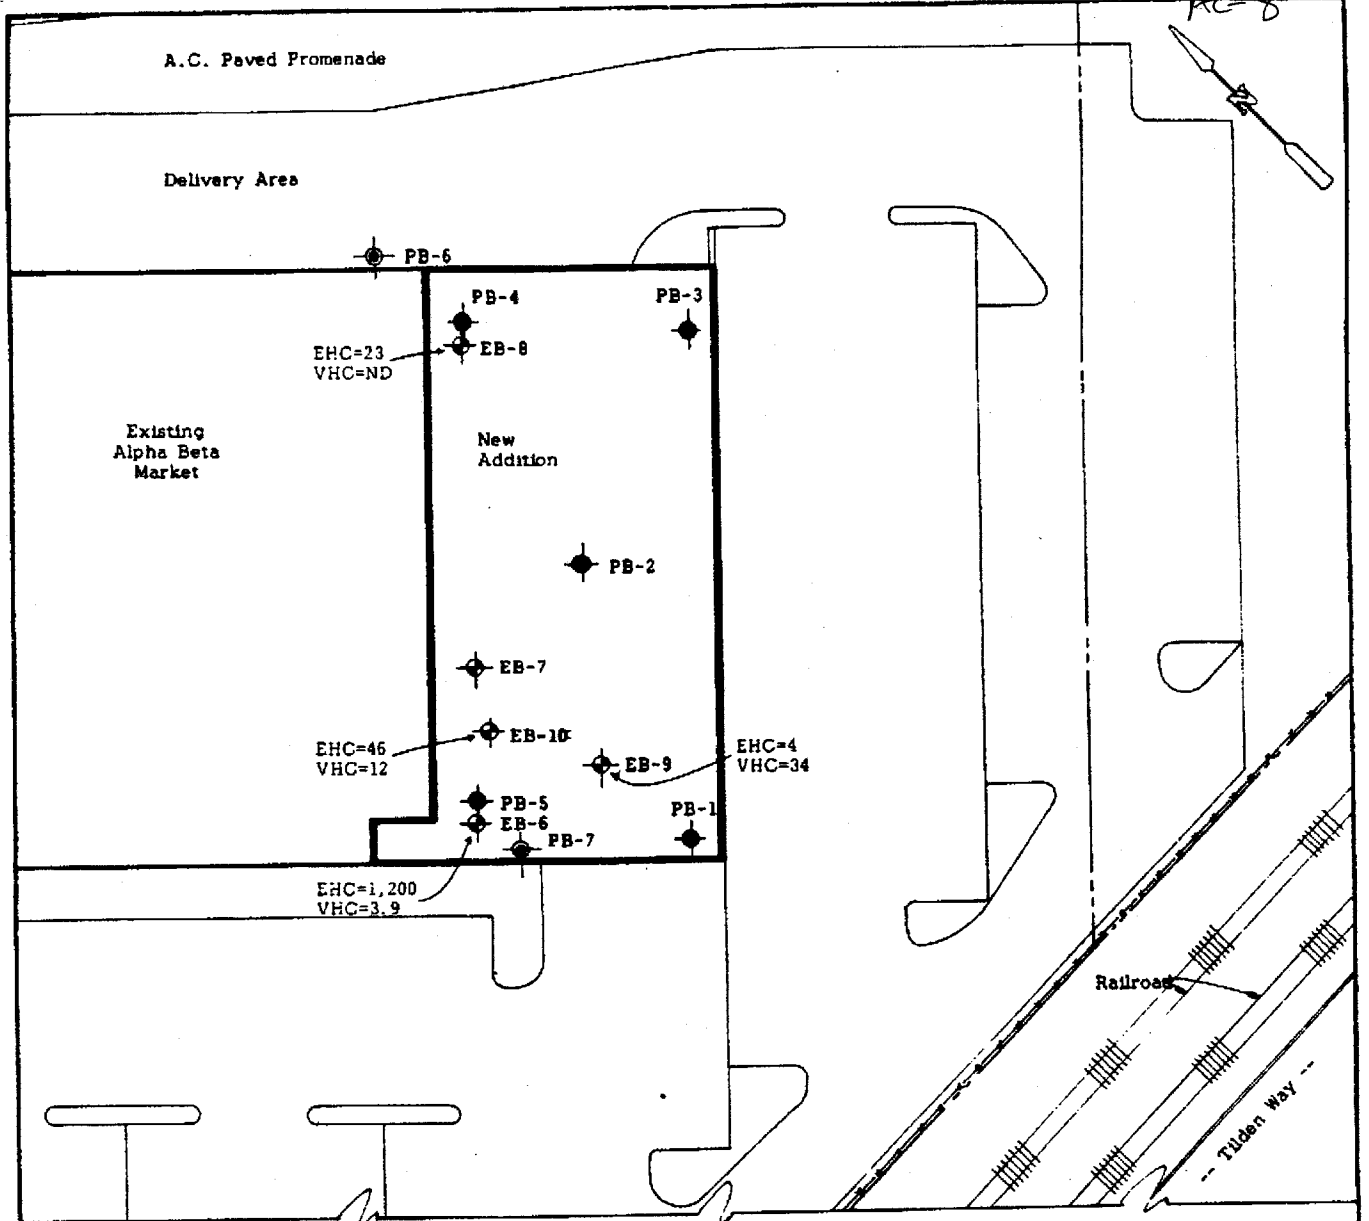 AC-8
A.C. Paved Promenade
Delivery Area
PB-6
PB-4
PB-3
EHC=23
VHC=ND
EB-8
Existing
Alpha Beta
Market
New
Addition
PB-2
EB-7
EHC=46
VHC=12
EB-10
EB-9
EHC=4
VHC=34
PB-5
EB-6
PB-7
PB-1
EHC=1,200
VHC=3.9
Railroad
-- Tilden Way --